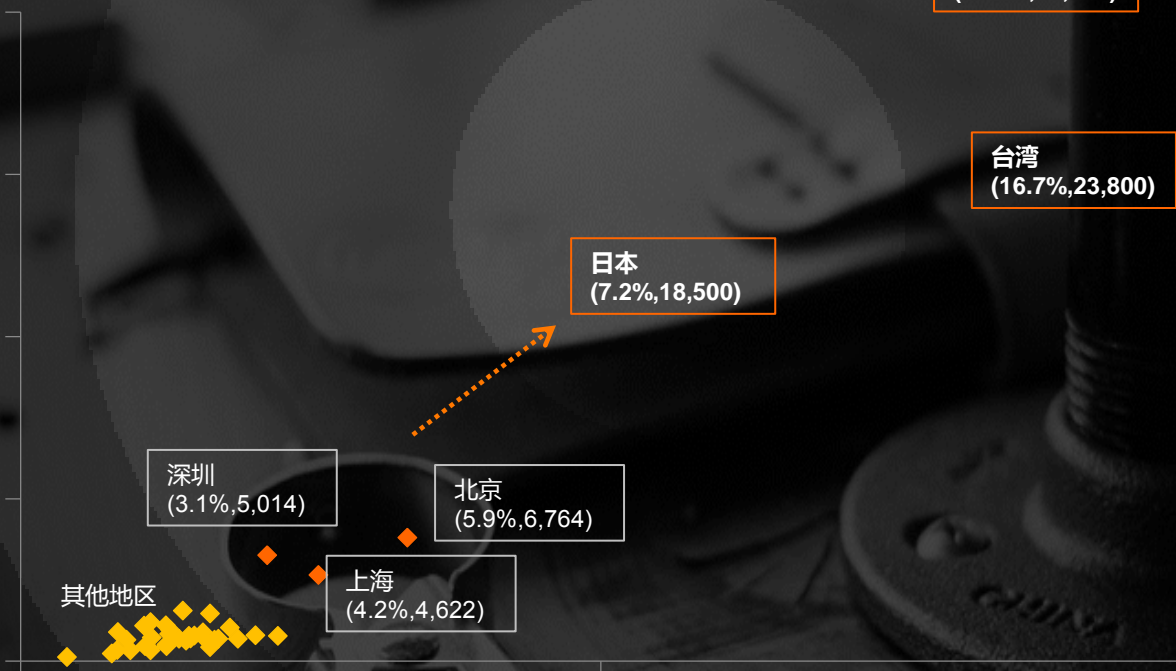 台湾
(16.7%,23,800)
日本
(7.2%,18,500)
深圳
(3.1%,5,014)
北京
(5.9%,6,764)
上海
(4.2%,4,622)
其他地区